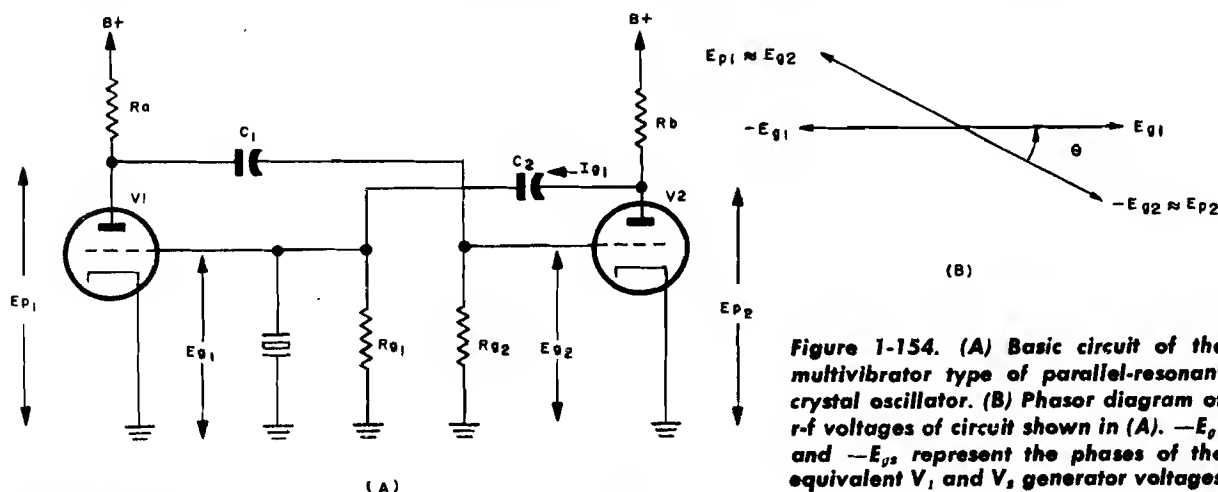 B+
B+
Ra
Rb
C1
C2
Ig1
V1
V2
Ep1
Eg1
Rg1
Rg2
Eg2
Ep2
(A)
Ep1 ≈ Eg2
-Eg1
Eg1
θ
-Eg2 ≈ Ep2
(B)
Figure 1-154. (A) Basic circuit of the
multivibrator type of parallel-resonant
crystal oscillator. (B) Phasor diagram of
r-f voltages of circuit shown in (A). —Eg
and —Egs represent the phases of the
equivalent V1 and V2 generator voltages